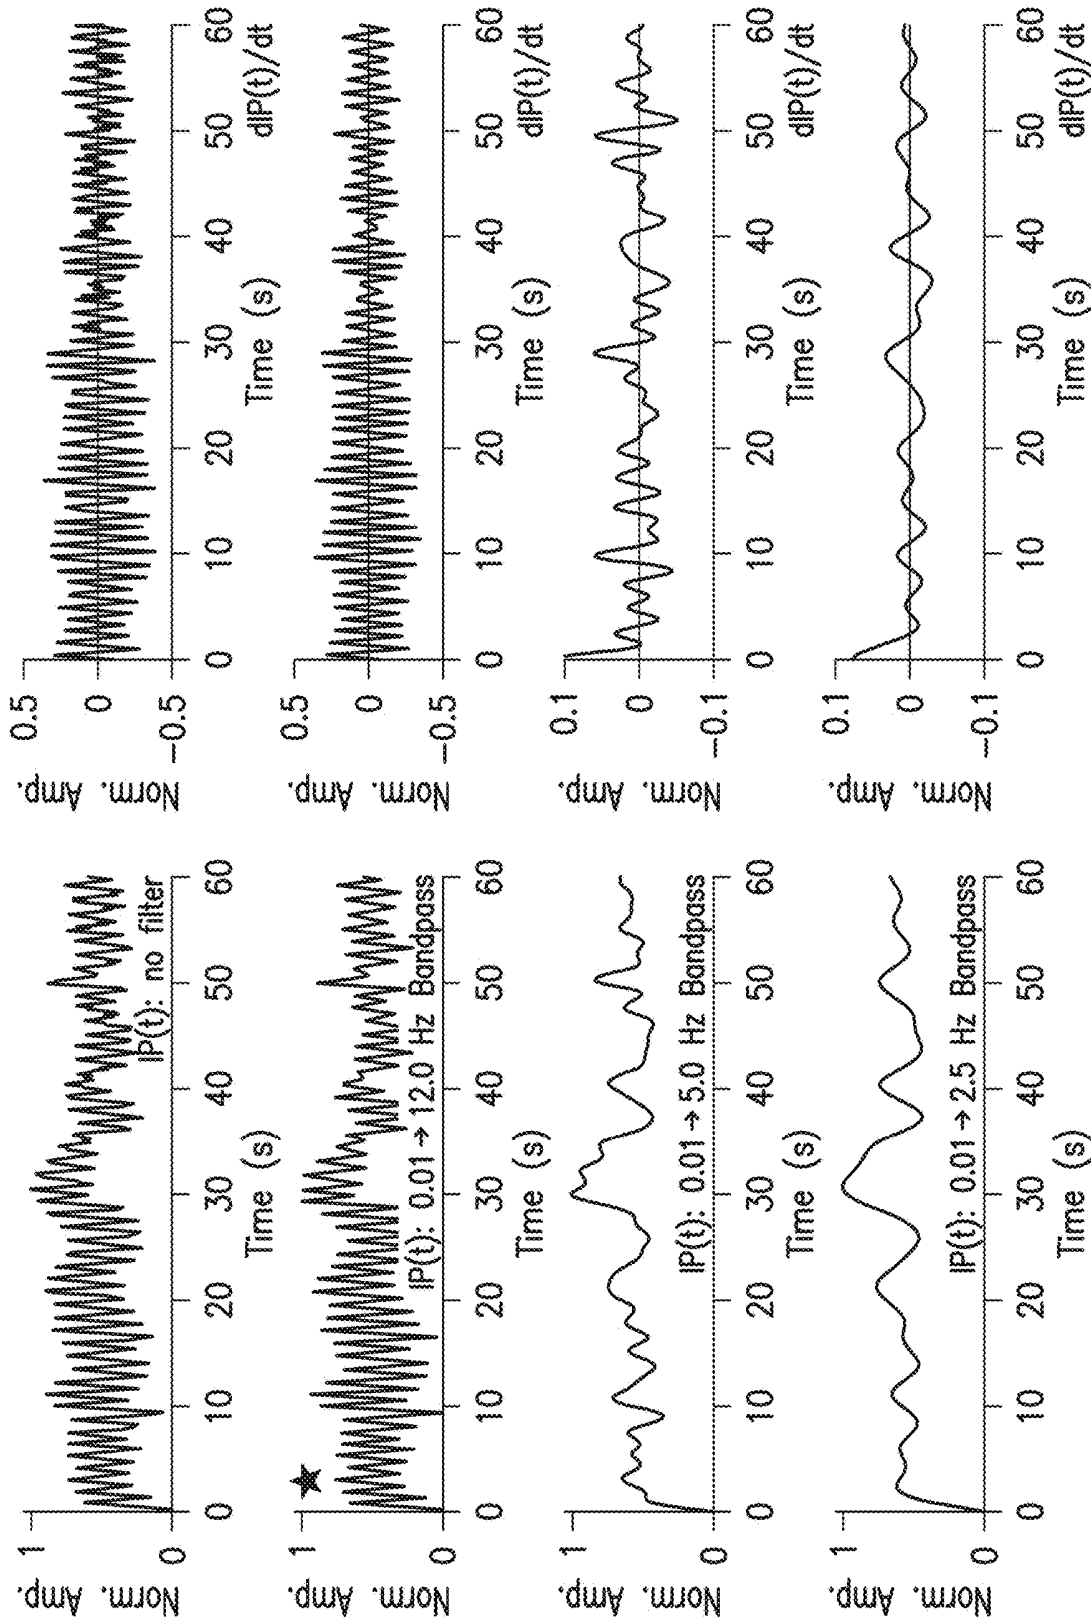 Norm. Amp.
1
0
0 10 20 30 40 50 60
IP(t): no filter
Time (s)
Norm. Amp.
0.5
0
-0.5
0 10 20 30 40 50 60
Time (s)
dIP(t)/dt
Norm. Amp.
1
0
★
IP(t): 0.01→12.0 Hz Bandpass
0 10 20 30 40 50 60
Time (s)
Norm. Amp.
0.5
0
-0.5
0 10 20 30 40 50 60
Time (s)
dIP(t)/dt
Norm. Amp.
1
0
IP(t): 0.01→5.0 Hz Bandpass
0 10 20 30 40 50 60
Time (s)
Norm. Amp.
0.1
0
-0.1
0 10 20 30 40 50 60
Time (s)
dIP(t)/dt
Norm. Amp.
1
0
IP(t): 0.01→2.5 Hz Bandpass
0 10 20 30 40 50 60
Time (s)
Norm. Amp.
0.1
0
-0.1
0 10 20 30 40 50 60
Time (s)
dIP(t)/dt